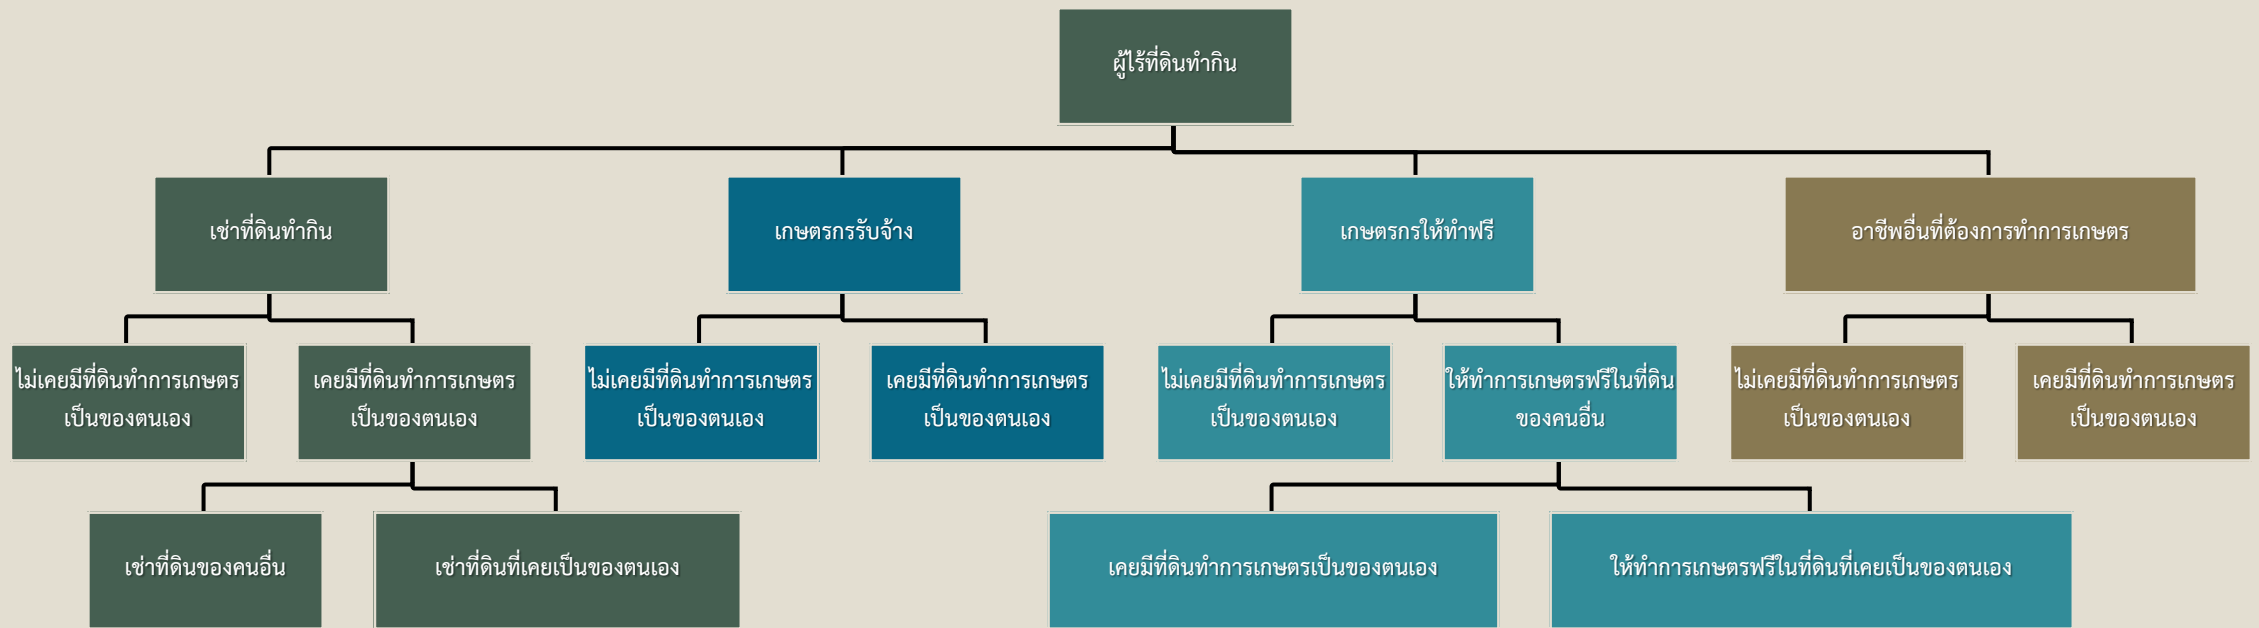 ผู้ไร้ที่ดินทำกิน
เช่าที่ดินทำกิน
เกษตรกรรับจ้าง
เกษตรกรให้ทำฟรี
อาชีพอื่นที่ต้องการทำการเกษตร
ไม่เคยมีที่ดินทำการเกษตร
เป็นของตนเอง
เคยมีที่ดินทำการเกษตร
เป็นของตนเอง
ไม่เคยมีที่ดินทำการเกษตร
เป็นของตนเอง
เคยมีที่ดินทำการเกษตร
เป็นของตนเอง
ไม่เคยมีที่ดินทำการเกษตร
เป็นของตนเอง
ให้ทำการเกษตรฟรีในที่ดิน
ของคนอื่น
ไม่เคยมีที่ดินทำการเกษตร
เป็นของตนเอง
เคยมีที่ดินทำการเกษตร
เป็นของตนเอง
เช่าที่ดินของคนอื่น
เช่าที่ดินที่เคยเป็นของตนเอง
เคยมีที่ดินทำการเกษตรเป็นของตนเอง
ให้ทำการเกษตรฟรีในที่ดินที่เคยเป็นของตนเอง